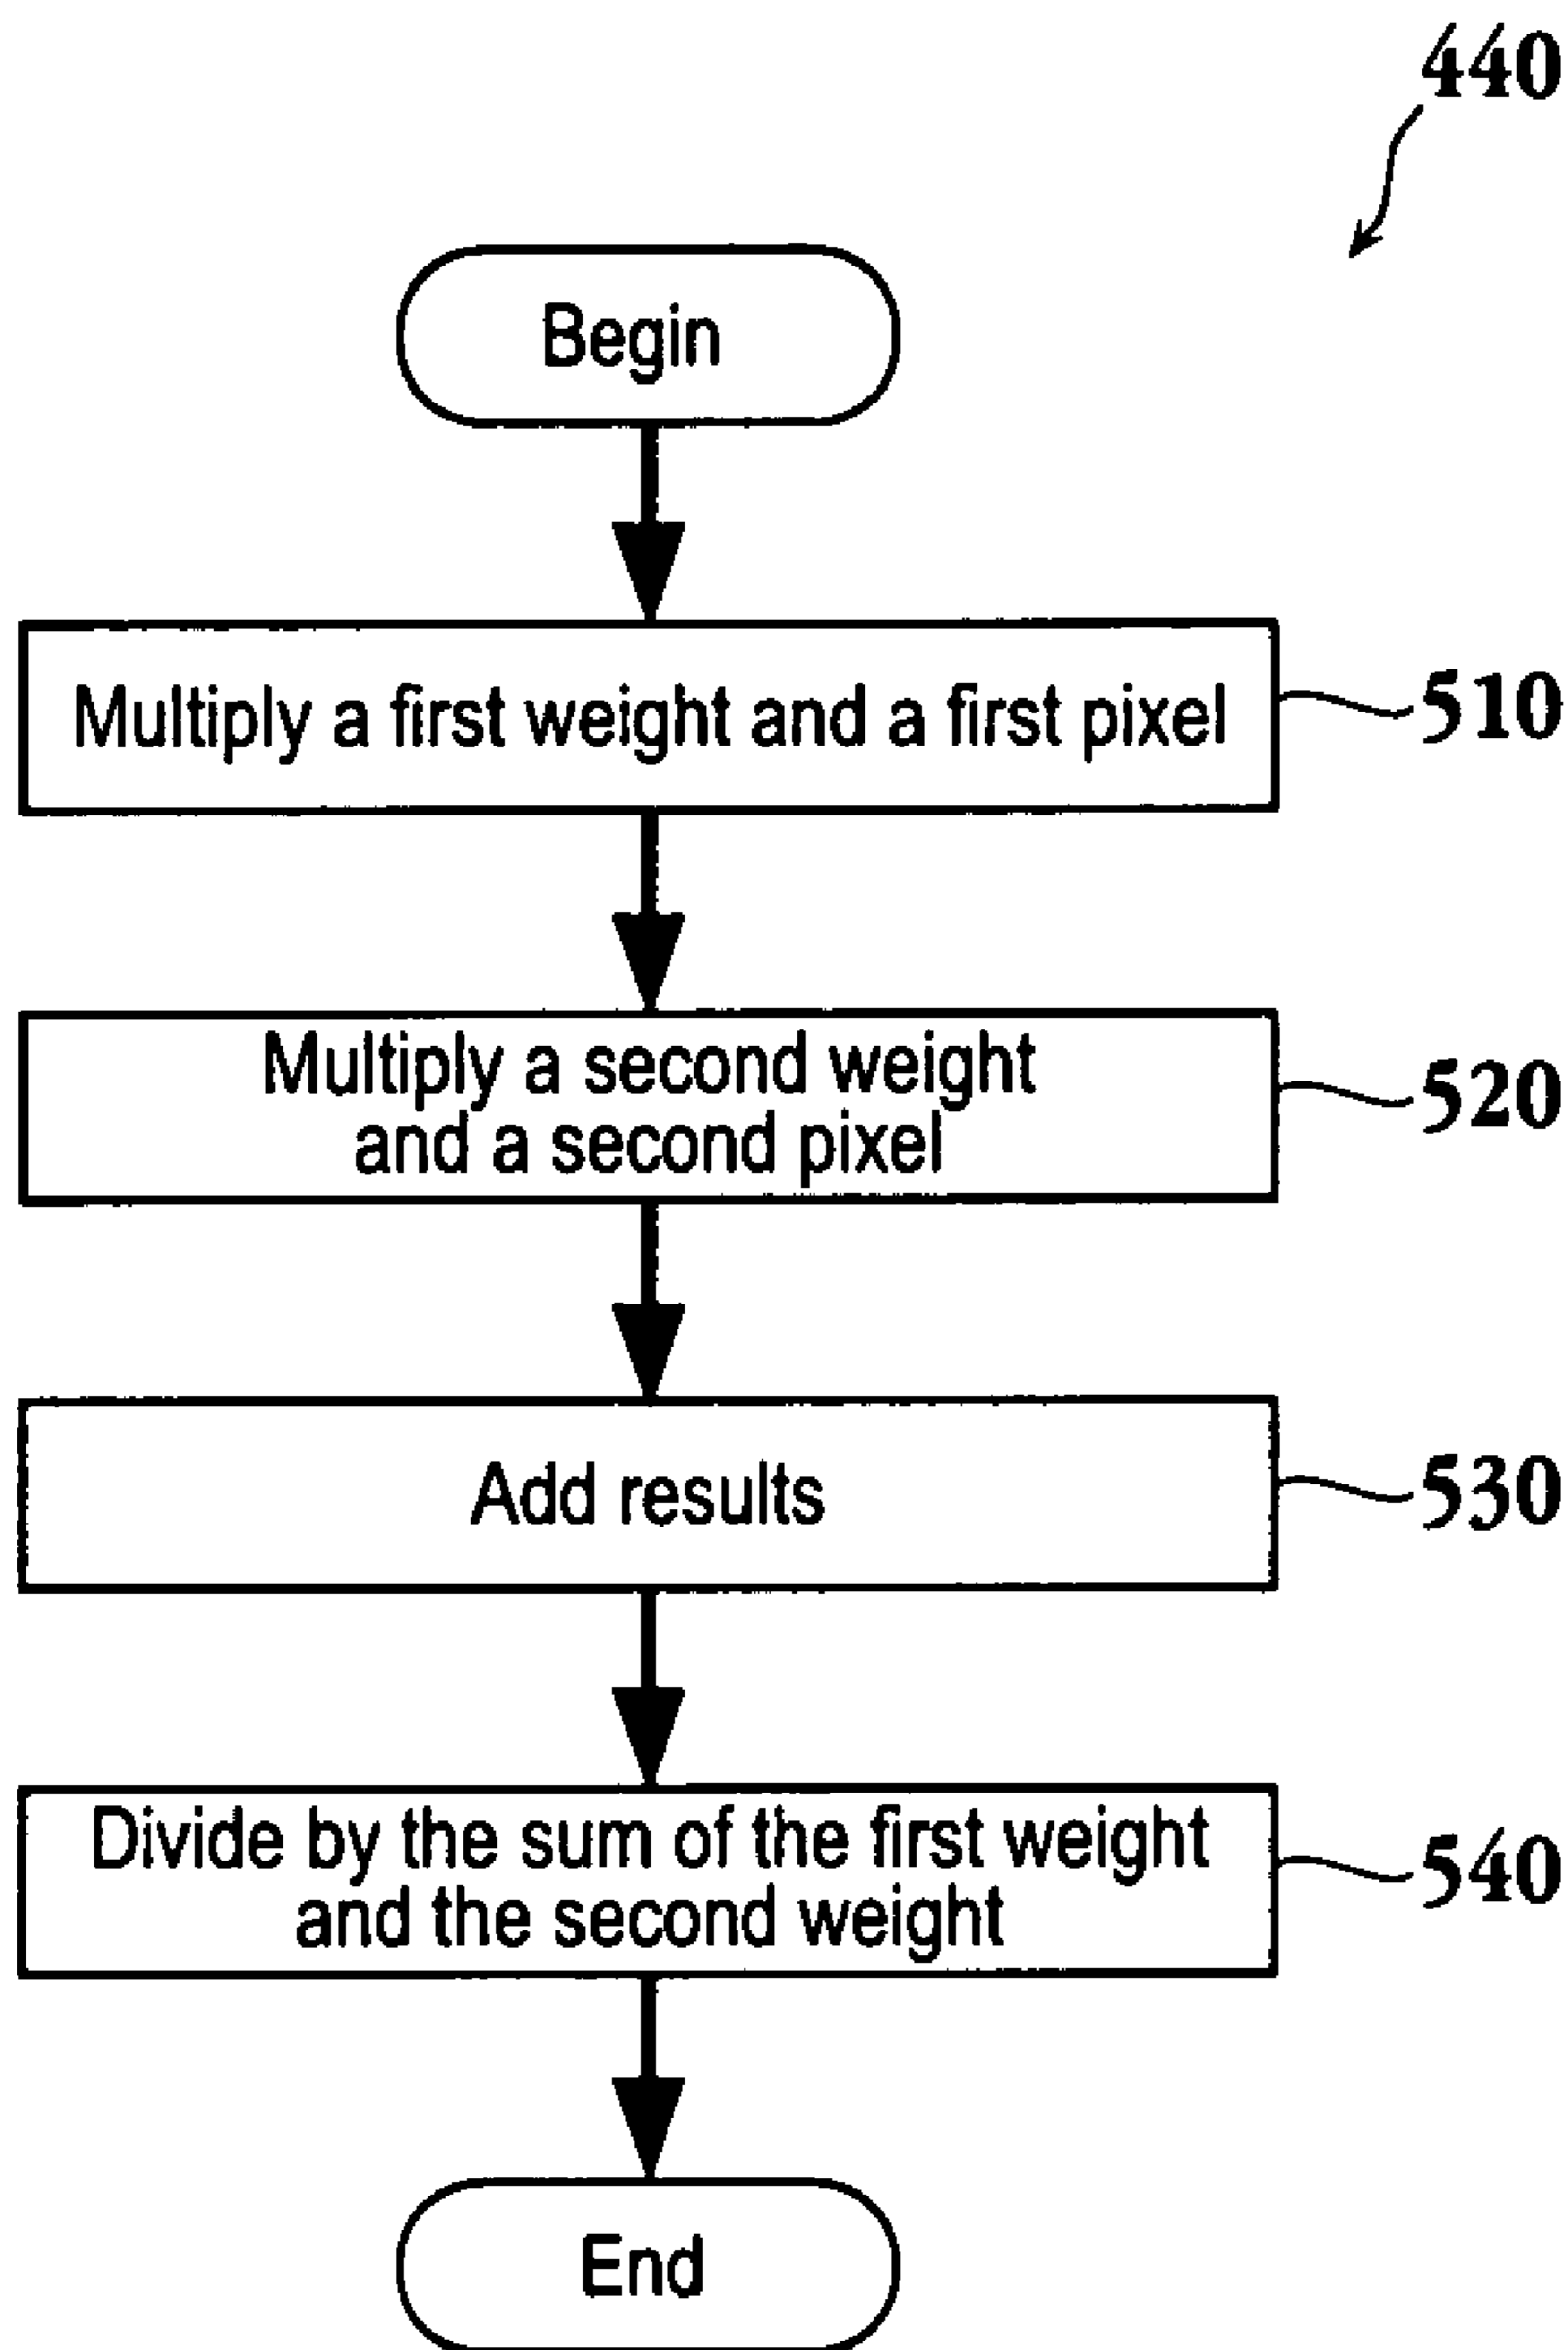 440
Begin
Multiply a first weight and a first pixel
510
Multiply a second weight
and a second pixel
520
Add results
530
Divide by the sum of the first weight
and the second weight
540
End